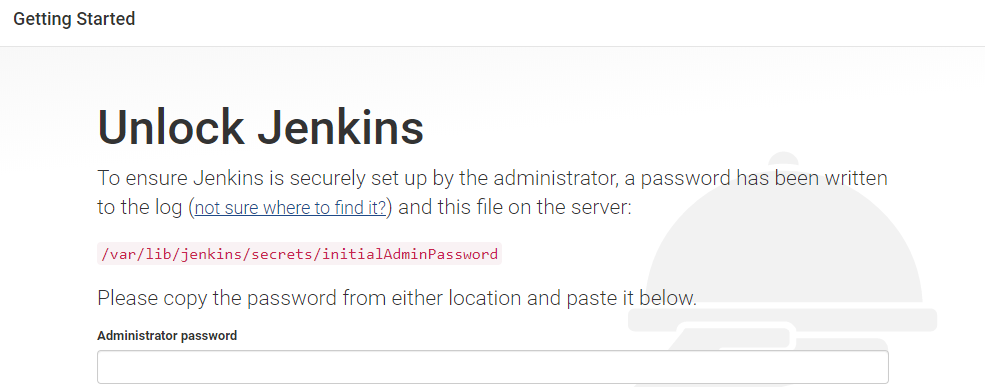 Getting Started
Unlock Jenkins
To ensure Jenkins is securely set up by the administrator, a password has been written
to the log (not sure where to find it?) and this file on the server:
/var/lib/jenkins/secrets/initialAdminPassword
Please copy the password from either location and paste it below.
Administrator password